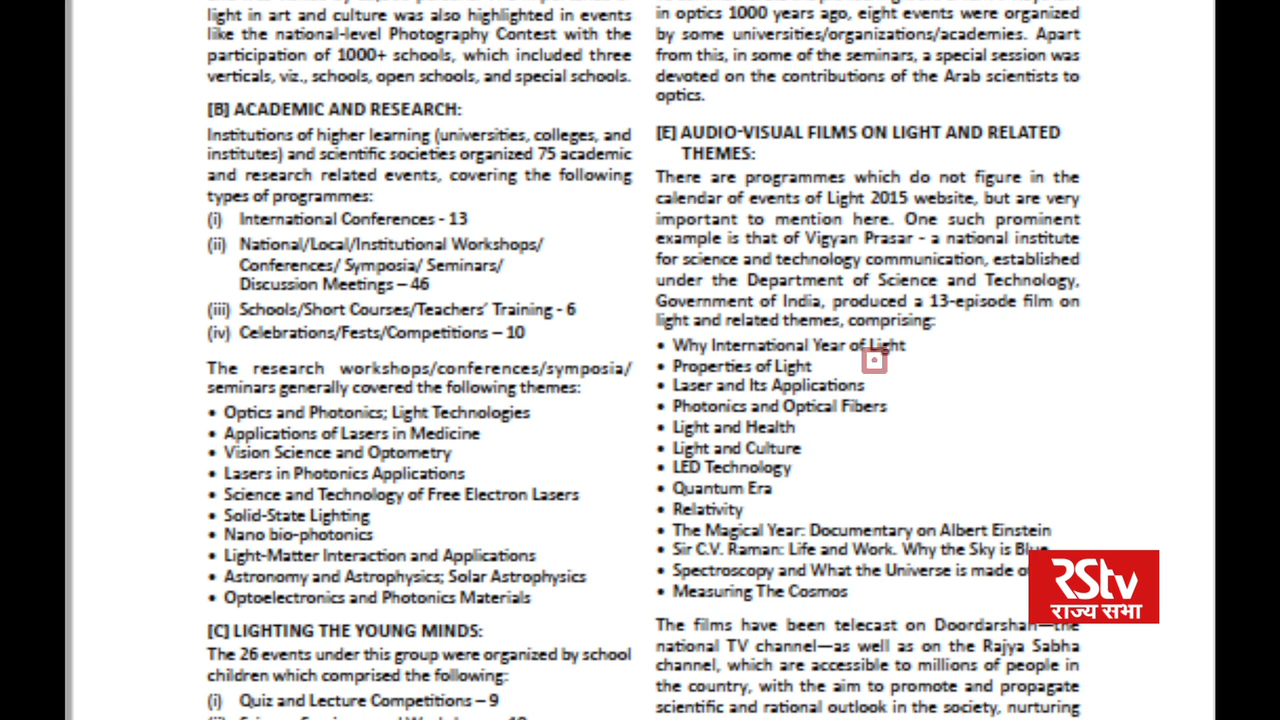 light in art and culture was also highlighted in events
like the national-level Photography Contest with the
participation of 1000+ schools, which included three
verticals, viz., schools, open schools, and special schools.
[B] ACADEMIC AND RESEARCH:
Institutions of higher learning (universities, colleges, and
institutes) and scientific societies organized 75 academic
and research related events, covering the following
types of programmes:
(i) International Conferences - 13
(ii) National/Local/Institutional Workshops/
Conferences/ Symposia/ Seminars/
Discussion Meetings – 46
(iii) Schools/Short Courses/Teachers’ Training - 6
(iv) Celebrations/Fests/Competitions – 10
The research workshops/conferences/symposia/
seminars generally covered the following themes:
• Optics and Photonics; Light Technologies
• Applications of Lasers in Medicine
• Vision Science and Optometry
• Lasers in Photonics Applications
• Science and Technology of Free Electron Lasers
• Solid-State Lighting
• Nano bio-photonics
• Light-Matter Interaction and Applications
• Astronomy and Astrophysics; Solar Astrophysics
• Optoelectronics and Photonics Materials
[C] LIGHTING THE YOUNG MINDS:
The 26 events under this group were organized by school
children which comprised the following:
(i) Quiz and Lecture Competitions – 9
in optics 1000 years ago, eight events were organized
by some universities/organizations/academies. Apart
from this, in some of the seminars, a special session was
devoted on the contributions of the Arab scientists to
optics.
[E] AUDIO-VISUAL FILMS ON LIGHT AND RELATED
THEMES:
There are programmes which do not figure in the
calendar of events of Light 2015 website, but are very
important to mention here. One such prominent
example is that of Vigyan Prasar - a national institute
for science and technology communication, established
under the Department of Science and Technology,
Government of India, produced a 13-episode film on
light and related themes, comprising:
• Why International Year of Light
• Properties of Light
• Laser and Its Applications
• Photonics and Optical Fibers
• Light and Health
• Light and Culture
• LED Technology
• Quantum Era
• Relativity
• The Magical Year: Documentary on Albert Einstein
• Sir C.V. Raman: Life and Work. Why the Sky is Blue
• Spectroscopy and What the Universe is made
• Measuring The Cosmos
The films have been telecast on Doordarshan—the
national TV channel—as well as on the Rajya Sabha
channel, which are accessible to millions of people in
the country, with the aim to promote and propagate
scientific and rational outlook in the society, nurturing
RStv
राज्य सभा